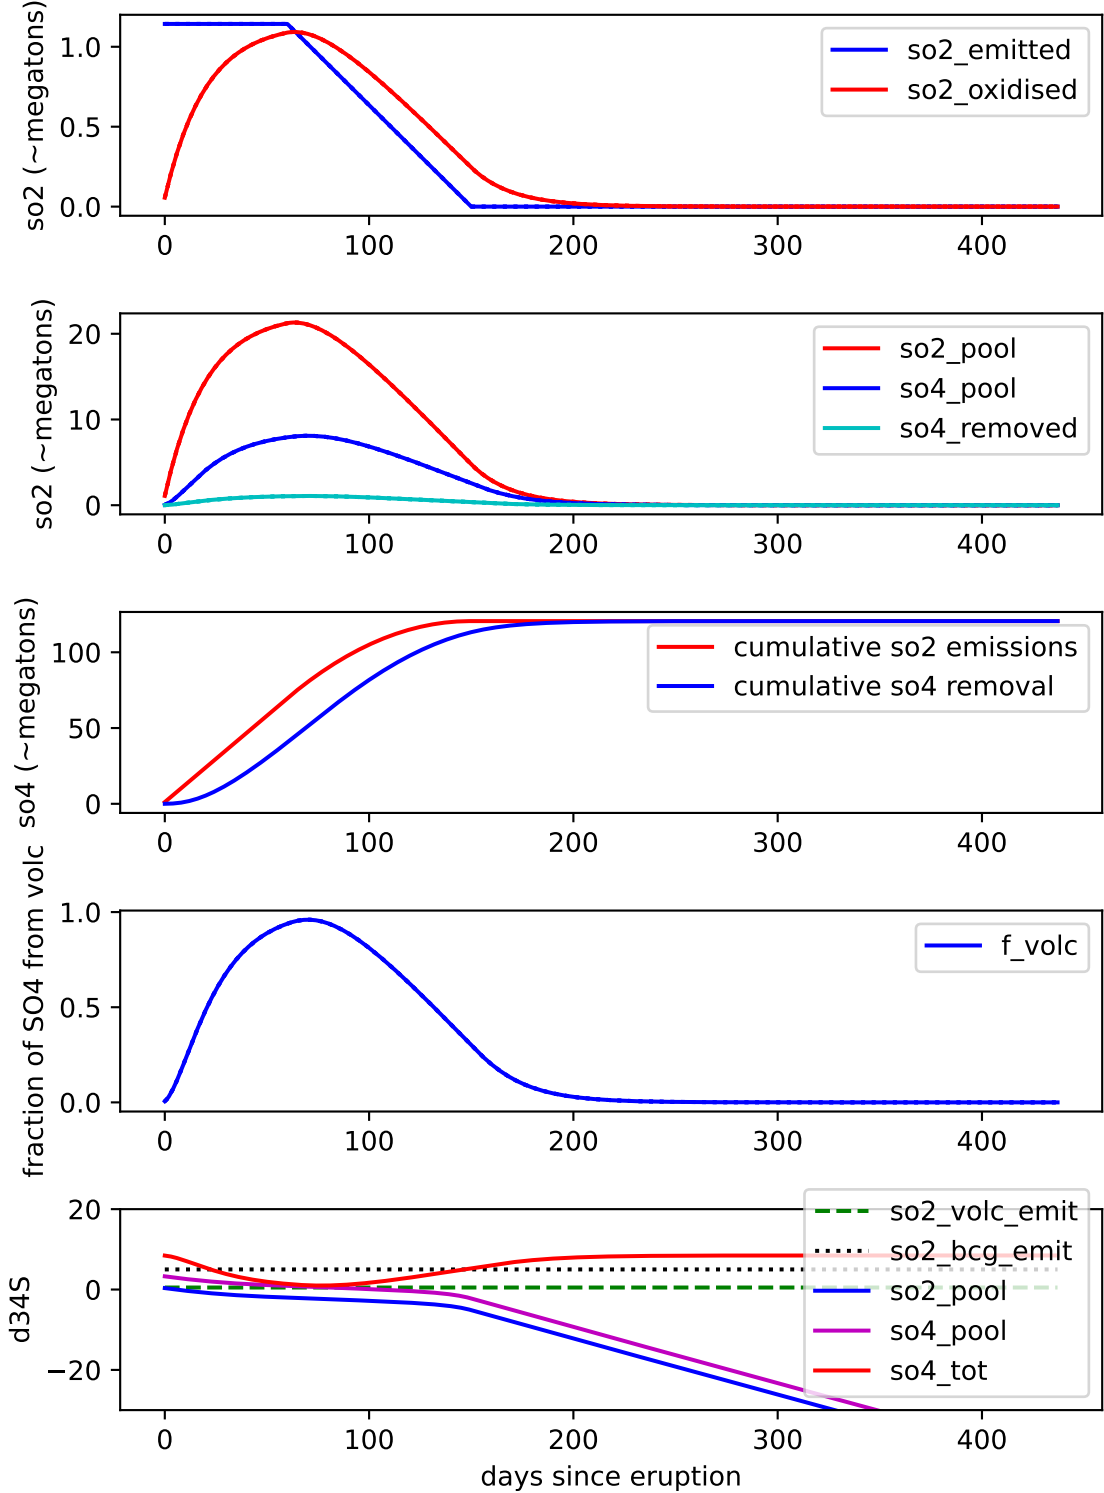 so2 (~megatons)
1.0
0.5
0.0
so2_emitted
so2_oxidised
0 100 200 300 400
so2 (~megatons)
20
10
0
so2_pool
so4_pool
so4_removed
0 100 200 300 400
so4 (~megatons)
100
50
0
cumulative so2 emissions
cumulative so4 removal
0 100 200 300 400
fraction of SO4 from volc
1.0
0.5
0.0
f_volc
0 100 200 300 400
d34S
20
0
−20
so2_volc_emit
so2_bcg_emit
so2_pool
so4_pool
so4_tot
0 100 200 300 400
days since eruption